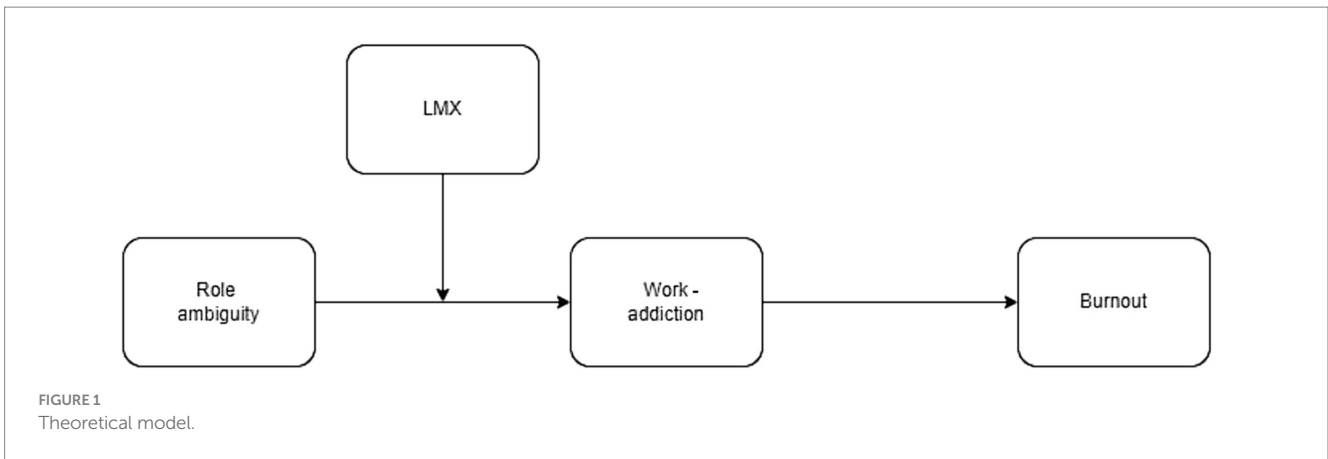 LMX
Role
ambiguity
Work -
addiction
Burnout
FIGURE 1
Theoretical model.